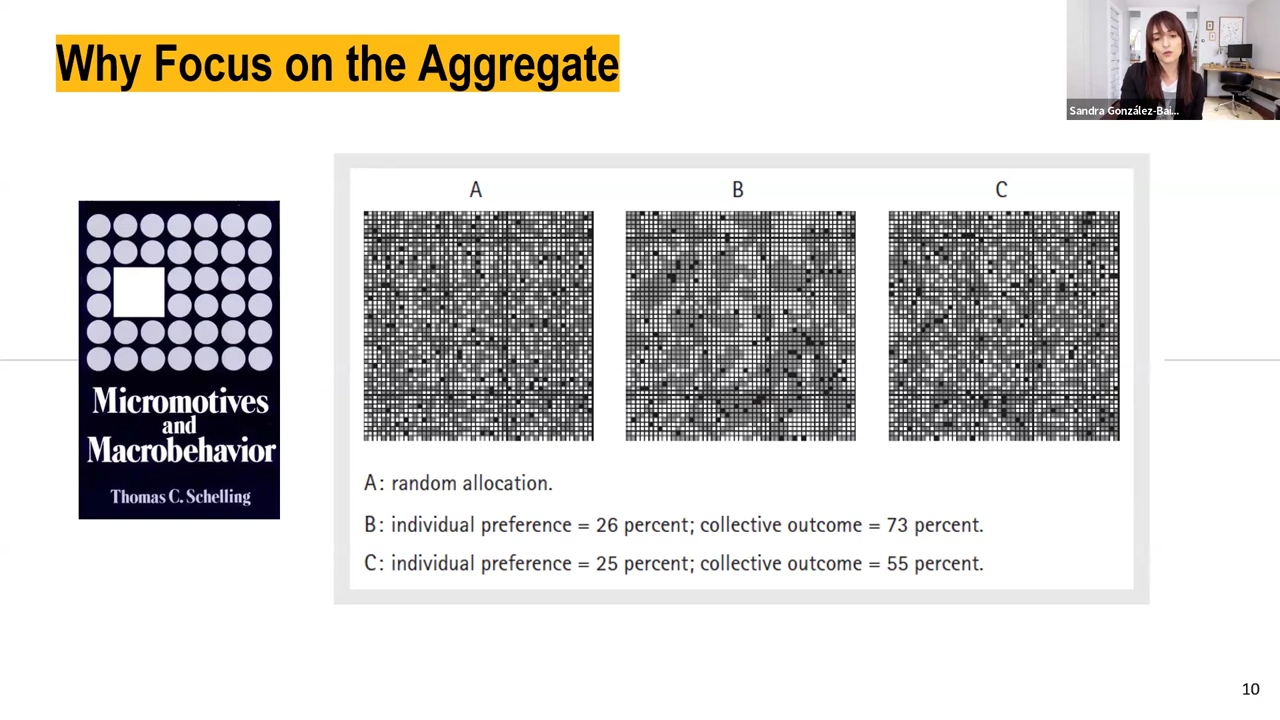 Why Focus on the Aggregate
Sandra González-Bai...
A
B
C
Micromotives
and
Macrobehavior
Thomas C. Schelling
A: random allocation.
B: individual preference = 26 percent; collective outcome = 73 percent.
C: individual preference = 25 percent; collective outcome = 55 percent.
10